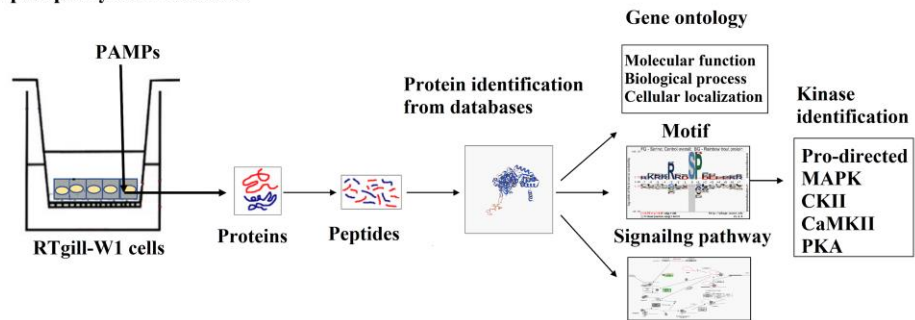 PAMPs
RTgill-W1 cells
Proteins
Peptides
Protein identification
from databases
Gene ontology
Molecular function
Biological process
Cellular localization
Motif
Signailng pathway
Kinase
identification
Pro-directed
MAPK
CKII
CaMKII
PKA